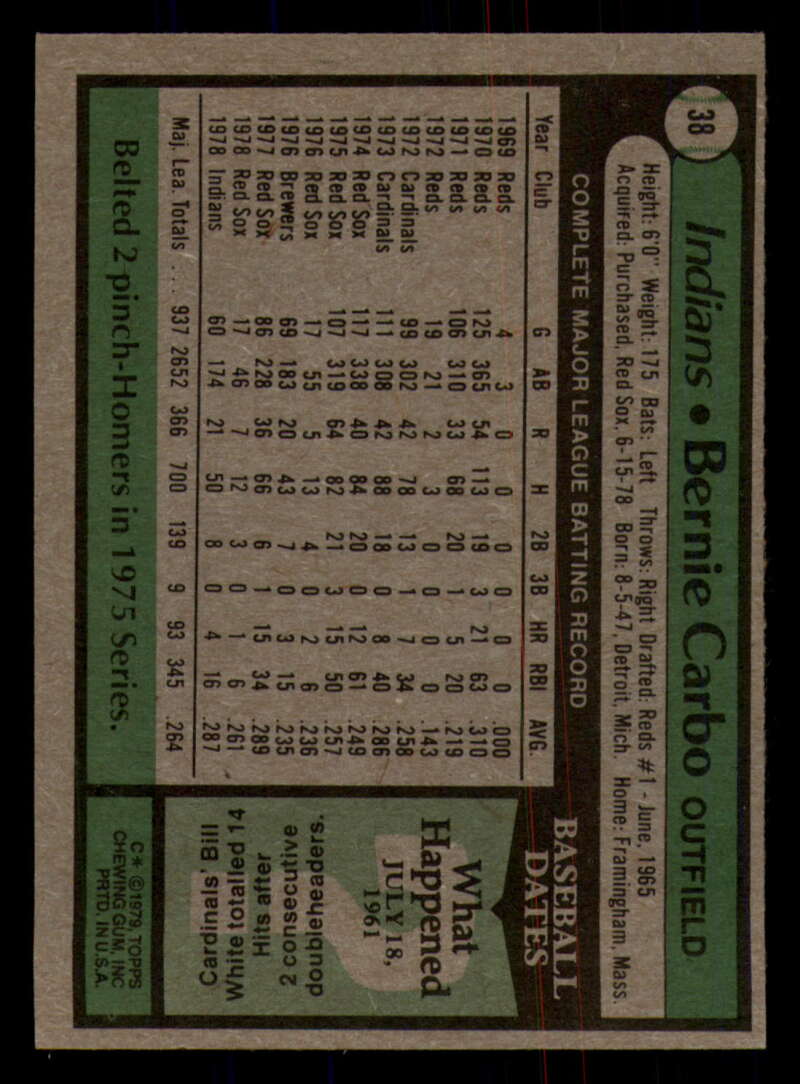 38
Indians • Bernie Carbo OUTFIELD
Height: 6'0" Weight: 175 Bats: Left Throws: Right Drafted: Reds #1 - June, 1965
Acquired: Purchased, Red Sox, 6-15-78 Born: 8-5-47, Detroit, Mich. Home: Framingham, Mass.
COMPLETE MAJOR LEAGUE BATTING RECORD
Year Club G AB R H 2B 3B HR RBI AVG.
1969 Reds 4 3 0 0 0 0 0 0 .000
1970 Reds 125 365 54 113 19 3 21 63 .310
1971 Reds 106 310 33 68 20 1 5 20 .219
1972 Reds 19 21 2 3 0 0 0 0 .143
1972 Cardinals 99 302 42 78 13 1 7 34 .258
1973 Cardinals 111 308 42 88 18 0 8 40 .286
1974 Red Sox 117 338 40 84 20 0 12 61 .249
1975 Red Sox 107 319 64 82 21 3 15 50 .257
1976 Red Sox 17 55 5 13 4 0 2 6 .236
1976 Brewers 69 183 20 43 7 0 3 15 .235
1977 Red Sox 86 228 36 66 6 1 15 34 .289
1978 Red Sox 17 46 7 12 3 0 1 6 .261
1978 Indians 60 174 21 50 8 0 4 16 .287
Maj. Lea. Totals .... 937 2652 366 700 139 9 93 345 .264
Belted 2-pinch-Homers in 1975 Series.
BASEBALL
DATES
What
Happened
JULY 18,
1961
Cardinals' Bill
White totalled 14
Hits after
2 consecutive
doubleheaders.
C* ©1979, TOPPS
CHEWING GUM, INC
PRTD. IN U.S.A.